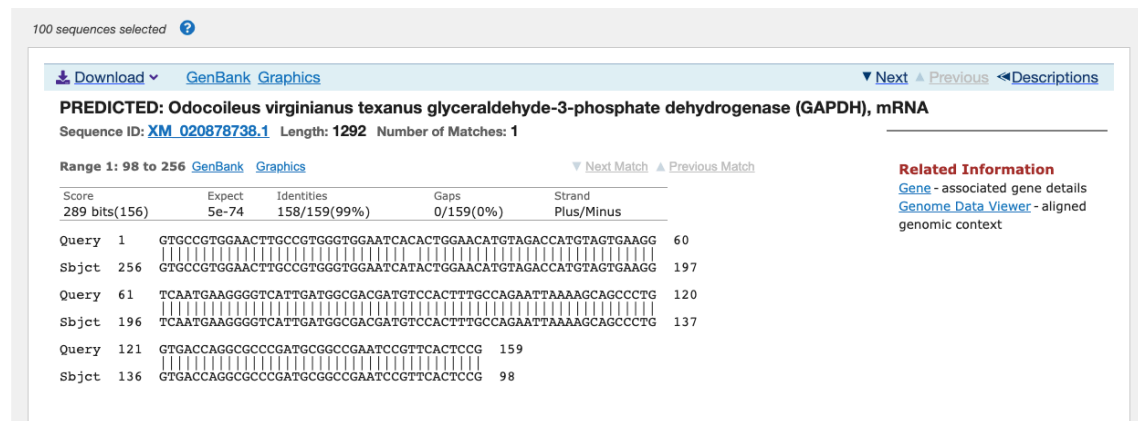 100 sequences selected
Download GenBank Graphics Next Previous Descriptions
PREDICTED: Odocoileus virginianus texanus glyceraldehyde-3-phosphate dehydrogenase (GAPDH), mRNA
Sequence ID: XM_020878738.1 Length: 1292 Number of Matches: 1
Range 1: 98 to 256 GenBank Graphics Next Match Previous Match
Score Expect Identities Gaps Strand
289 bits(156) 5e-74 158/159(99%) 0/159(0%) Plus/Minus
Query 1 GTGCCGTGGAACTTGCCGTGGGTGGAATCACACTGGAACATGTAGACCATGTAGTGAAGG 60
Sbjct 256 GTGCCGTGGAACTTGCCGTGGGTGGAATCATACTGGAACATGTAGACCATGTAGTGAAGG 197
Query 61 TCAATGAAGGGGTCATTGATGGCGACGATGTCCACTTTGCCAGAATTAAAAGCAGCCCTG 120
Sbjct 196 TCAATGAAGGGGTCATTGATGGCGACGATGTCCACTTTGCCAGAATTAAAAGCAGCCCTG 137
Query 121 GTGACCAGGCGCCCGATGCGGCCGAATCCGTTCACTCCG 159
Sbjct 136 GTGACCAGGCGCCCGATGCGGCCGAATCCGTTCACTCCG 98
Related Information
Gene - associated gene details
Genome Data Viewer - aligned
genomic context